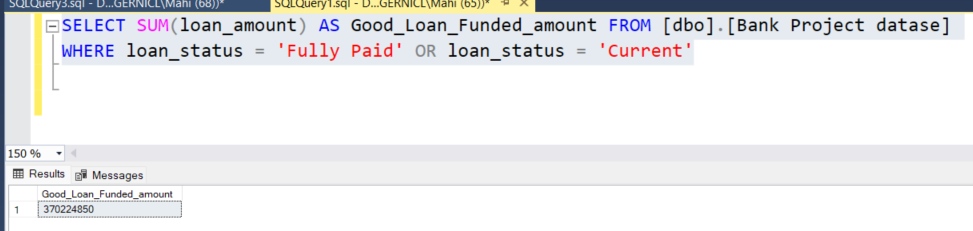 SQLQuery3.sql - D...GERNICL\Mahi (68))* SQLQuery1.sql - D...GERNICL\Mahi (65))*
SELECT SUM(loan_amount) AS Good_Loan_Funded_amount FROM [dbo].[Bank Project datase]
WHERE loan_status = 'Fully Paid' OR loan_status = 'Current'
150 %
Results Messages
Good_Loan_Funded_amount
1 370224850